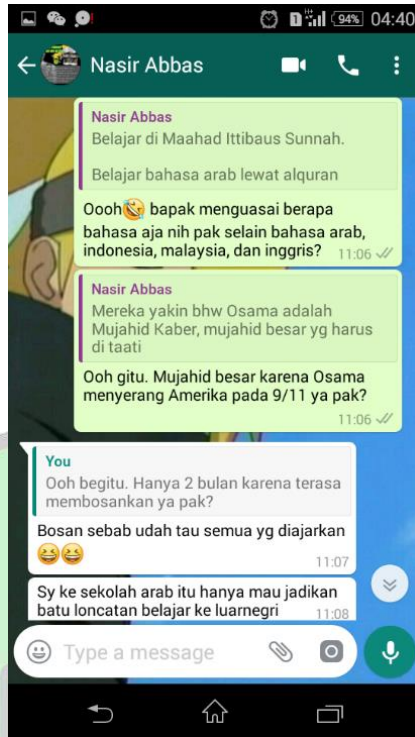 94% 04:40
Nasir Abbas
Nasir Abbas
Belajar di Maahad Ittibaus Sunnah.
Belajar bahasa arab lewat alquran
Oooh🤣 bapak menguasai berapa
bahasa aja nih pak selain bahasa arab,
indonesia, malaysia, dan inggris? 11:06
Nasir Abbas
Mereka yakin bhw Osama adalah
Mujahid Kaber, mujahid besar yg harus
di taati
Ooh gitu. Mujahid besar karena Osama
menyerang Amerika pada 9/11 ya pak?
11:06
You
Ooh begitu. Hanya 2 bulan karena terasa
membosankan ya pak?
Bosan sebab udah tau semua yg diajarkan
😆😆 11:07
Sy ke sekolah arab itu hanya mau jadikan
batu loncatan belajar ke luarnegri 11:08
Type a message